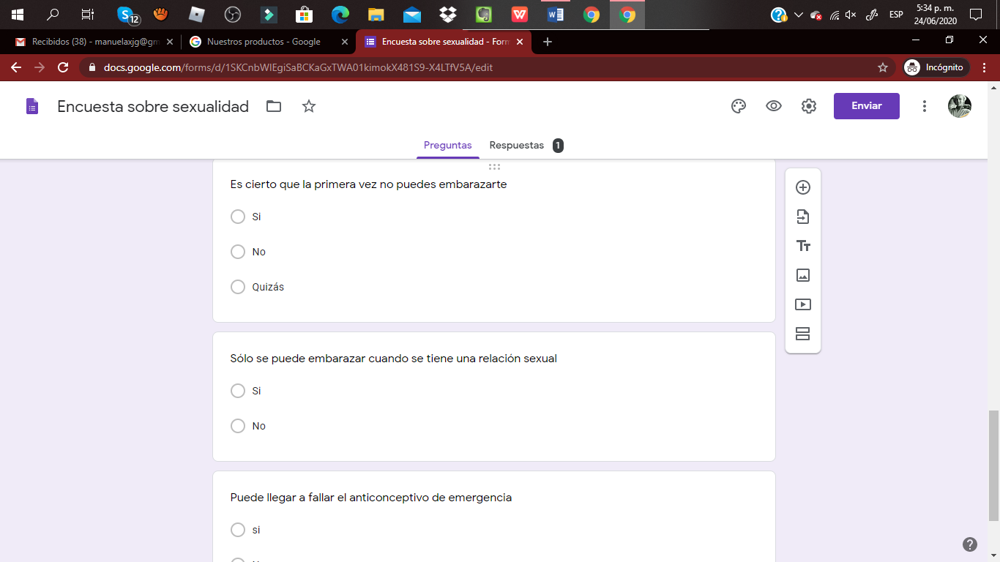 12
ESP
5:34 p. m.
24/06/2020
Recibidos (38) - manuelaxjg@gm
Nuestros productos - Google
Encuesta sobre sexualidad - Form
docs.google.com/forms/d/1SKCnbWIEgiSaBCKaGxTWA01kimokX481S9-X4LTfV5A/edit
Incógnito
Encuesta sobre sexualidad
Enviar
Preguntas Respuestas 1
Es cierto que la primera vez no puedes embarazarte
Si
No
Quizás
Sólo se puede embarazar cuando se tiene una relación sexual
Si
No
Puede llegar a fallar el anticonceptivo de emergencia
si